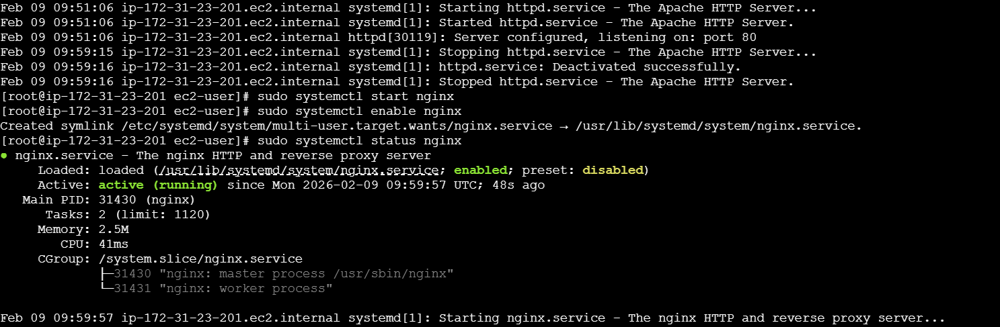 Feb 09 09:51:06 ip-172-31-23-201.ec2.internal systemd[1]: Starting httpd.service - The Apache HTTP Server...
Feb 09 09:51:06 ip-172-31-23-201.ec2.internal systemd[1]: Started httpd.service - The Apache HTTP Server.
Feb 09 09:51:06 ip-172-31-23-201.ec2.internal httpd[30119]: Server configured, listening on: port 80
Feb 09 09:59:15 ip-172-31-23-201.ec2.internal systemd[1]: Stopping httpd.service - The Apache HTTP Server...
Feb 09 09:59:16 ip-172-31-23-201.ec2.internal systemd[1]: httpd.service: Deactivated successfully.
Feb 09 09:59:16 ip-172-31-23-201.ec2.internal systemd[1]: Stopped httpd.service - The Apache HTTP Server.
[root@ip-172-31-23-201 ec2-user]# sudo systemctl start nginx
[root@ip-172-31-23-201 ec2-user]# sudo systemctl enable nginx
Created symlink /etc/systemd/system/multi-user.target.wants/nginx.service → /usr/lib/systemd/system/nginx.service.
[root@ip-172-31-23-201 ec2-user]# sudo systemctl status nginx
● nginx.service - The nginx HTTP and reverse proxy server
     Loaded: loaded (/usr/lib/systemd/system/nginx.service; enabled; preset: disabled)
     Active: active (running) since Mon 2026-02-09 09:59:57 UTC; 48s ago
   Main PID: 31430 (nginx)
      Tasks: 2 (limit: 1120)
     Memory: 2.5M
        CPU: 41ms
     CGroup: /system.slice/nginx.service
             ├─31430 "nginx: master process /usr/sbin/nginx"
             └─31431 "nginx: worker process"
Feb 09 09:59:57 ip-172-31-23-201.ec2.internal systemd[1]: Starting nginx.service - The nginx HTTP and reverse proxy server...